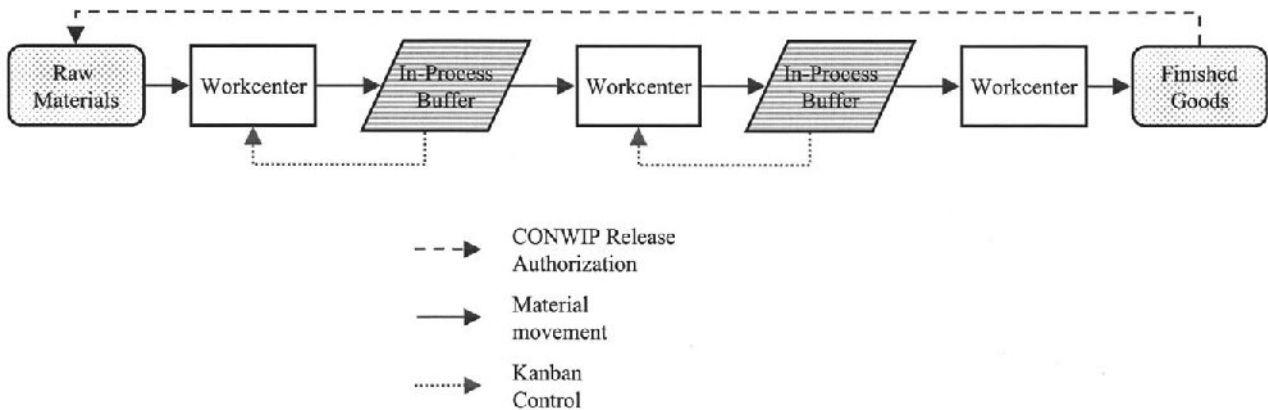 Raw
Materials
Workcenter
In-Process
Buffer
Workcenter
In-Process
Buffer
Workcenter
Finished
Goods
CONWIP Release
Authorization
Material
movement
Kanban
Control